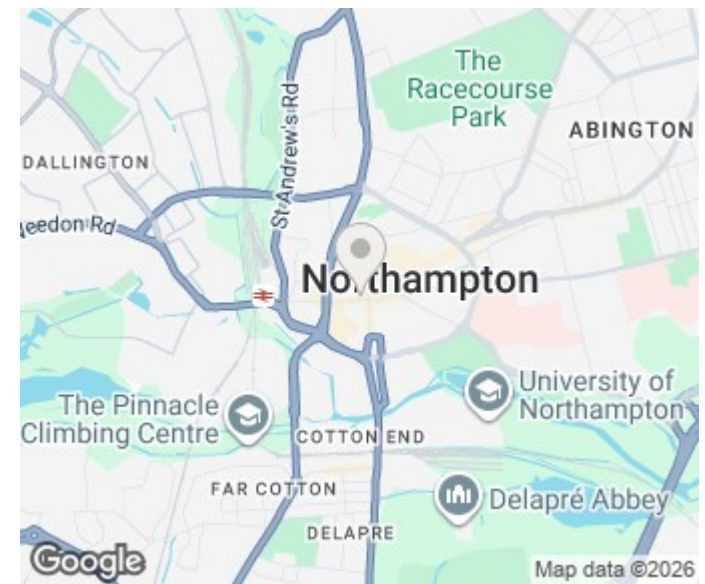 The
Racecourse
Park
ABINGTON
DALLINGTON
St Andrew's Rd
Rd
Northampton
University of
Northampton
The Pinnacle
Climbing Centre
COTTON END
FAR COTTON
Delapré Abbey
DELAPRE
Google
Map data ©2026